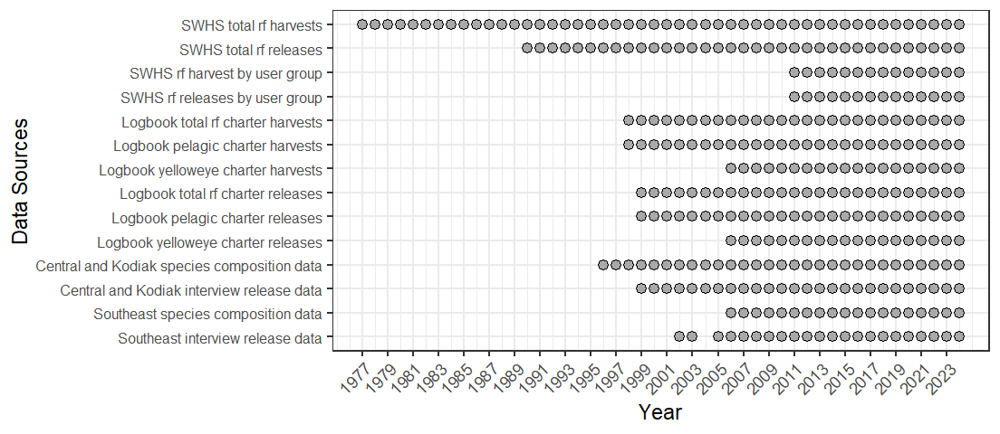 SWHS total rf harvests
SWHS total rf releases
SWHS rf harvest by user group
SWHS rf releases by user group
Logbook total rf charter harvests
Logbook pelagic charter harvests
Logbook yelloweye charter harvests
Logbook total rf charter releases
Logbook pelagic charter releases
Logbook yelloweye charter releases
Central and Kodiak species composition data
Central and Kodiak interview release data
Southeast species composition data
Southeast interview release data
Data Sources
1977 1979 1981 1983 1985 1987 1989 1991 1993 1995 1997 1999 2001 2003 2005 2007 2009 2011 2013 2015 2017 2019 2021 2023
Year